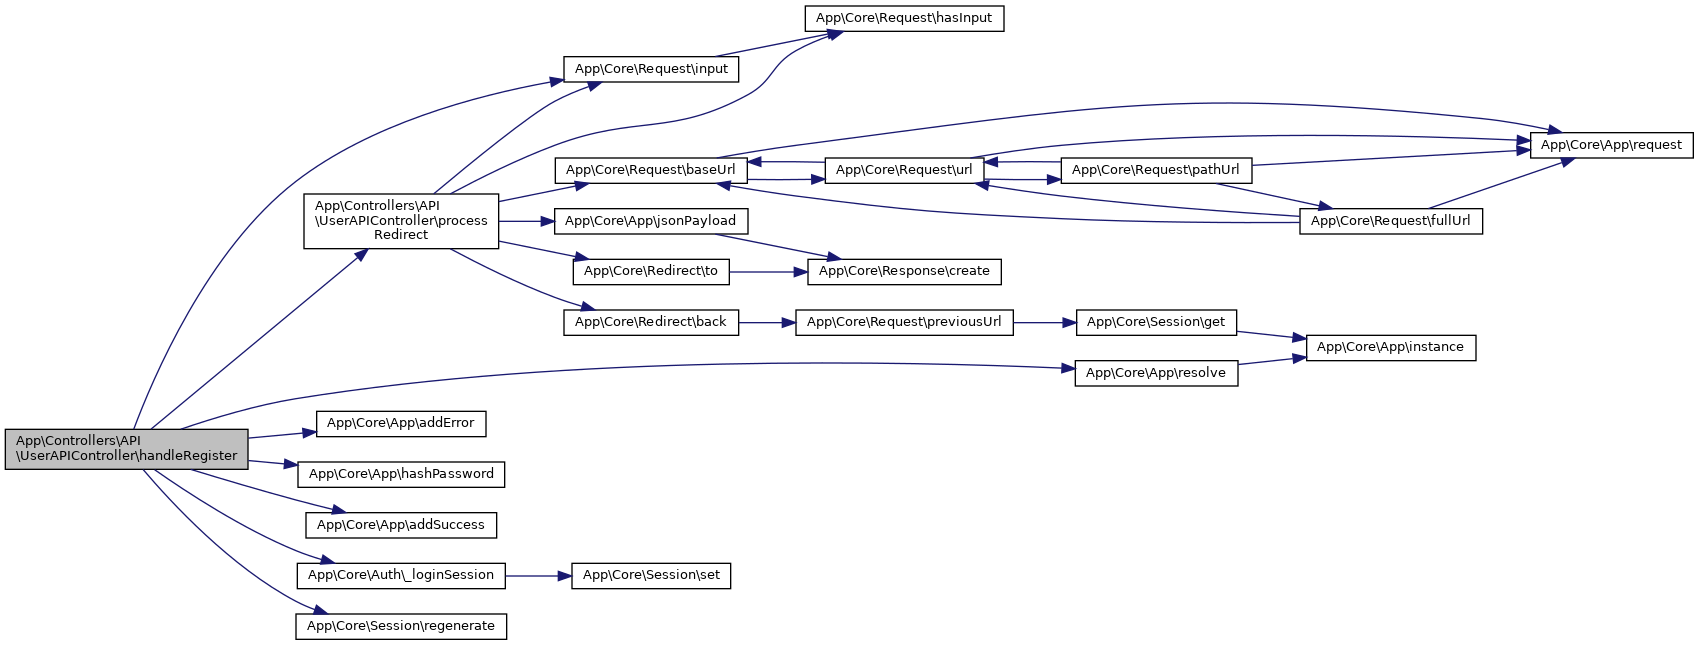 App\Core\Request\hasInput
App\Core\Request\input
App\Core\App\request
App\Core\Request\baseUrl
App\Core\Request\url
App\Core\Request\pathUrl
App\Controllers\API
\UserAPIController\process
Redirect
App\Core\App\jsonPayload
App\Core\Request\fullUrl
App\Core\Redirect\to
App\Core\Response\create
App\Core\Redirect\back
App\Core\Request\previousUrl
App\Core\Session\get
App\Core\App\instance
App\Core\App\resolve
App\Core\App\addError
App\Controllers\API
\UserAPIController\handleRegister
App\Core\App\hashPassword
App\Core\App\addSuccess
App\Core\Auth\_loginSession
App\Core\Session\set
App\Core\Session\regenerate